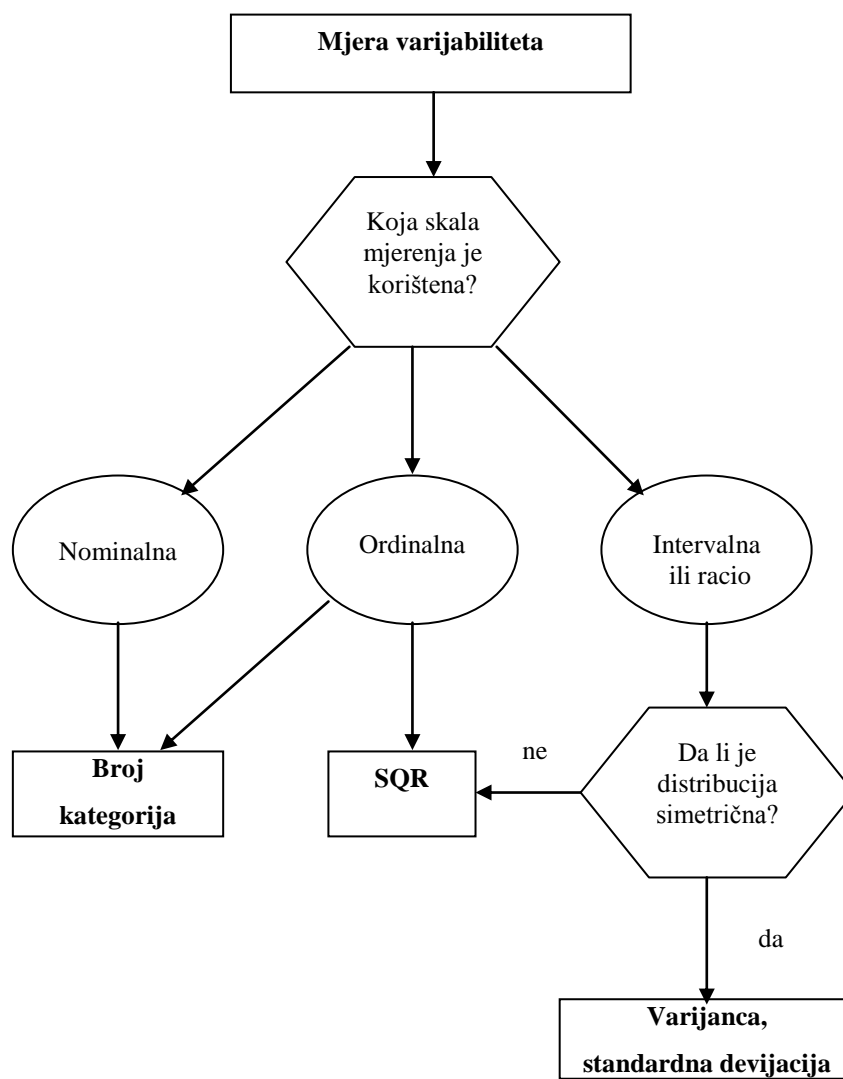 Mjera varijabiliteta
Koja skala
mjerenja je
korištena?
Nominalna
Ordinalna
Intervalna
ili racio
Broj
kategorija
SQR
ne
Da li je
distribucija
simetrična?
da
Varijanca,
standardna devijacija